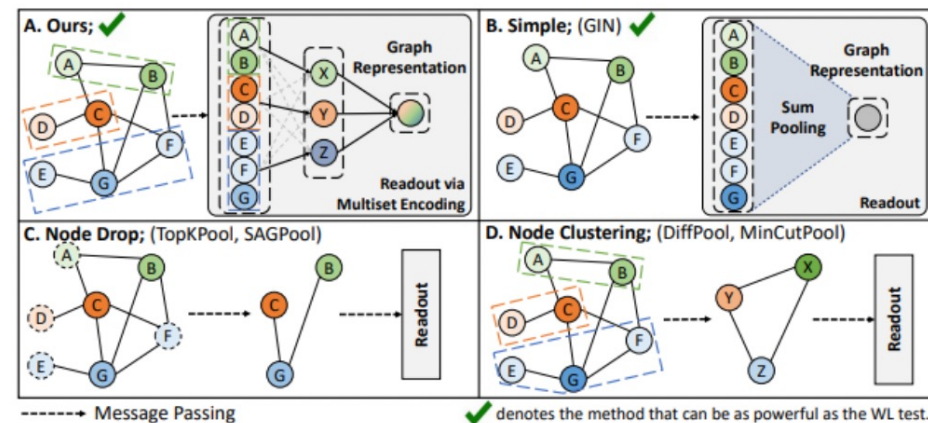 A. Ours; ✔
A
B
C
D
E
F
G
A
B
C
D
E
F
G
X
Y
Z
Graph
Representation
Readout via
Multiset Encoding
B. Simple; (GIN) ✔
A
B
C
D
E
F
G
A
B
C
D
E
F
G
Sum
Pooling
Graph
Representation
Readout
C. Node Drop; (TopKPool, SAGPool)
A
B
C
D
E
F
G
B
C
G
Readout
D. Node Clustering; (DiffPool, MinCutPool)
A
B
C
D
E
F
G
X
Y
Z
Readout
Message Passing
✔ denotes the method that can be as powerful as the WL test.